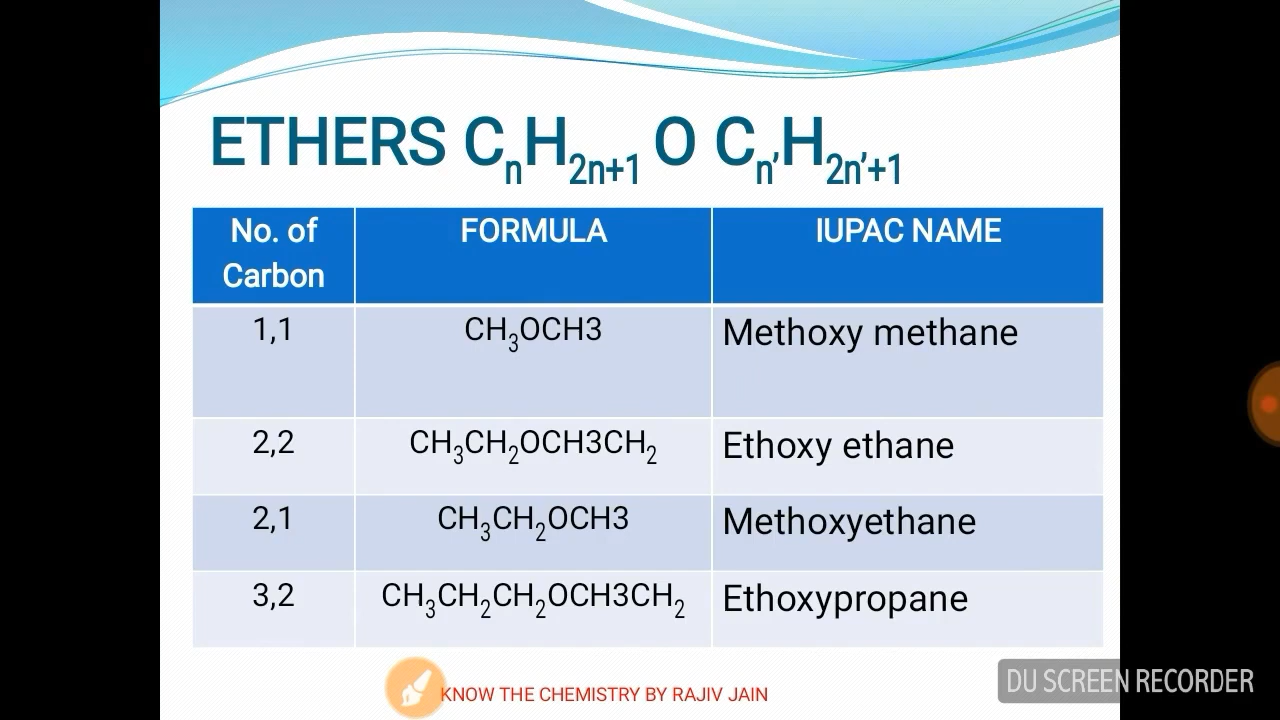 ETHERS CₙH₂ₙ₊₁ O Cₙ'H₂ₙ'₊₁
No. of Carbon FORMULA IUPAC NAME
1,1 CH₃OCH3 Methoxy methane
2,2 CH₃CH₂OCH3CH₂ Ethoxy ethane
2,1 CH₃CH₂OCH3 Methoxyethane
3,2 CH₃CH₂CH₂OCH3CH₂ Ethoxypropane
KNOW THE CHEMISTRY BY RAJIV JAIN
DU SCREEN RECORDER